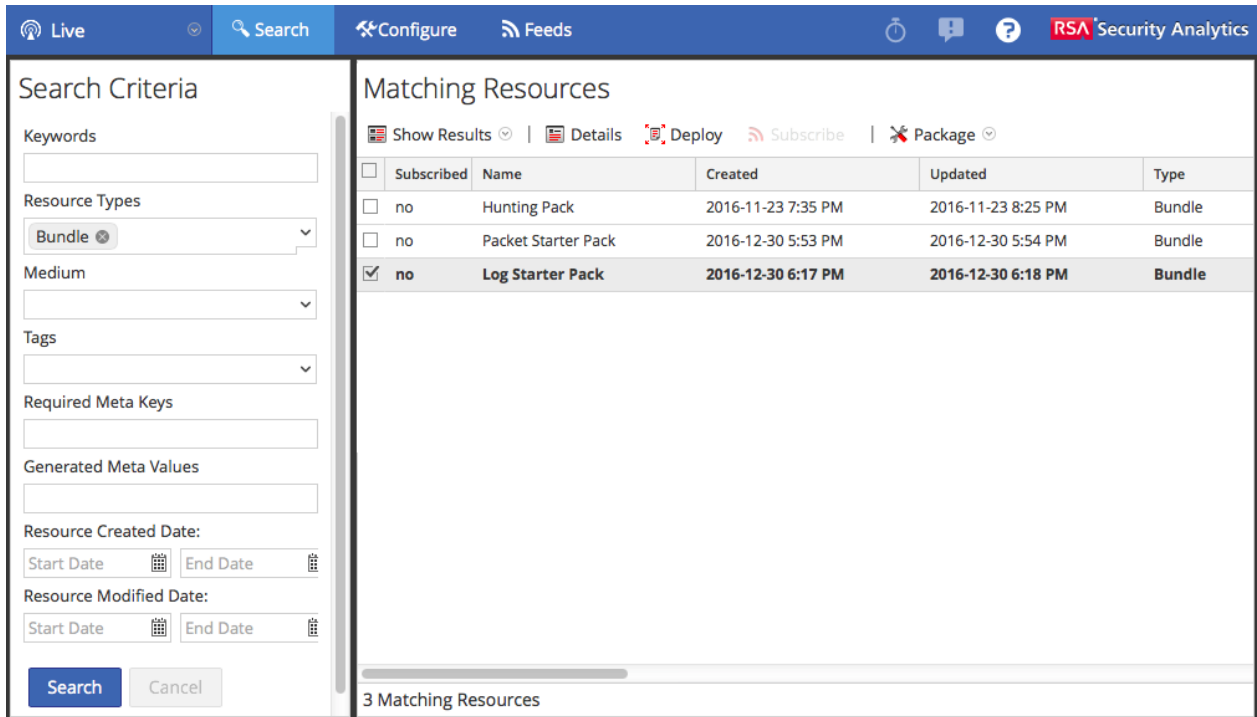 Live Search Configure Feeds RSA Security Analytics
Search Criteria
Keywords
Resource Types
Bundle
Medium
Tags
Required Meta Keys
Generated Meta Values
Resource Created Date:
Start Date End Date
Resource Modified Date:
Start Date End Date
Search Cancel
Matching Resources
Show Results | Details Deploy Subscribe | Package
Subscribed Name Created Updated Type
no Hunting Pack 2016-11-23 7:35 PM 2016-11-23 8:25 PM Bundle
no Packet Starter Pack 2016-12-30 5:53 PM 2016-12-30 5:54 PM Bundle
no Log Starter Pack 2016-12-30 6:17 PM 2016-12-30 6:18 PM Bundle
3 Matching Resources